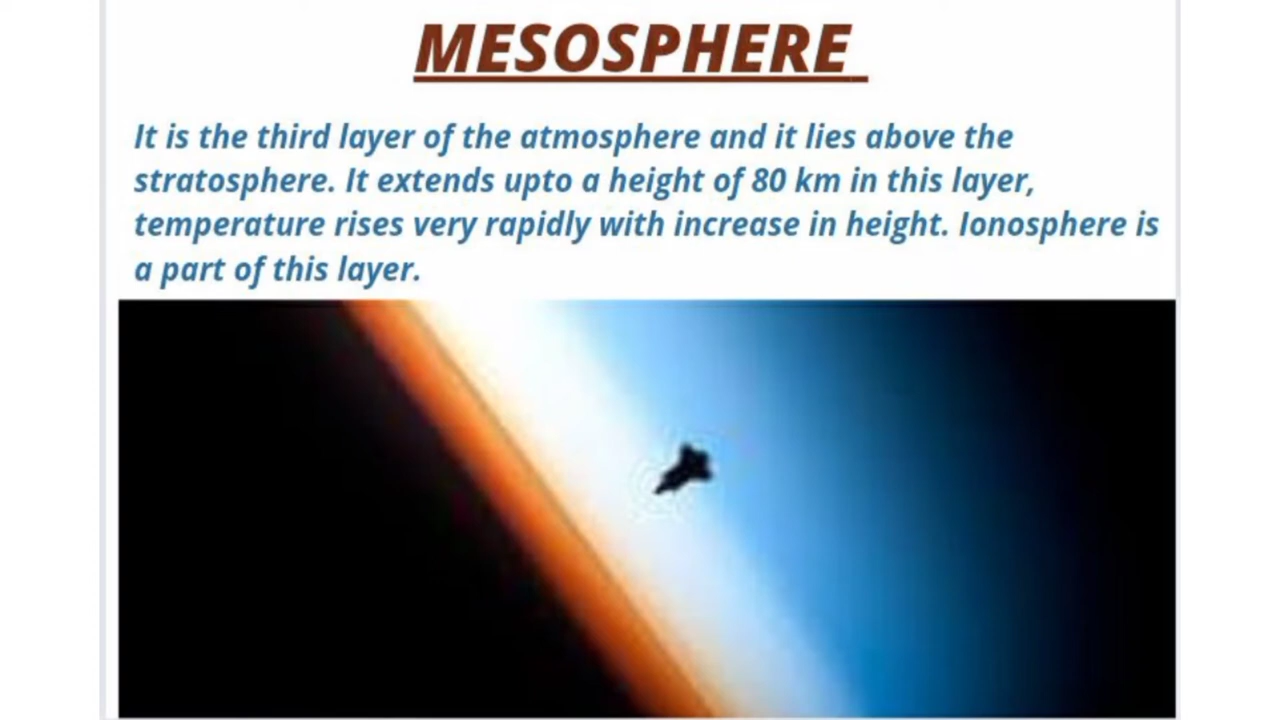 MESOSPHERE
It is the third layer of the atmosphere and it lies above the
stratosphere. It extends upto a height of 80 km in this layer,
temperature rises very rapidly with increase in height. Ionosphere is
a part of this layer.